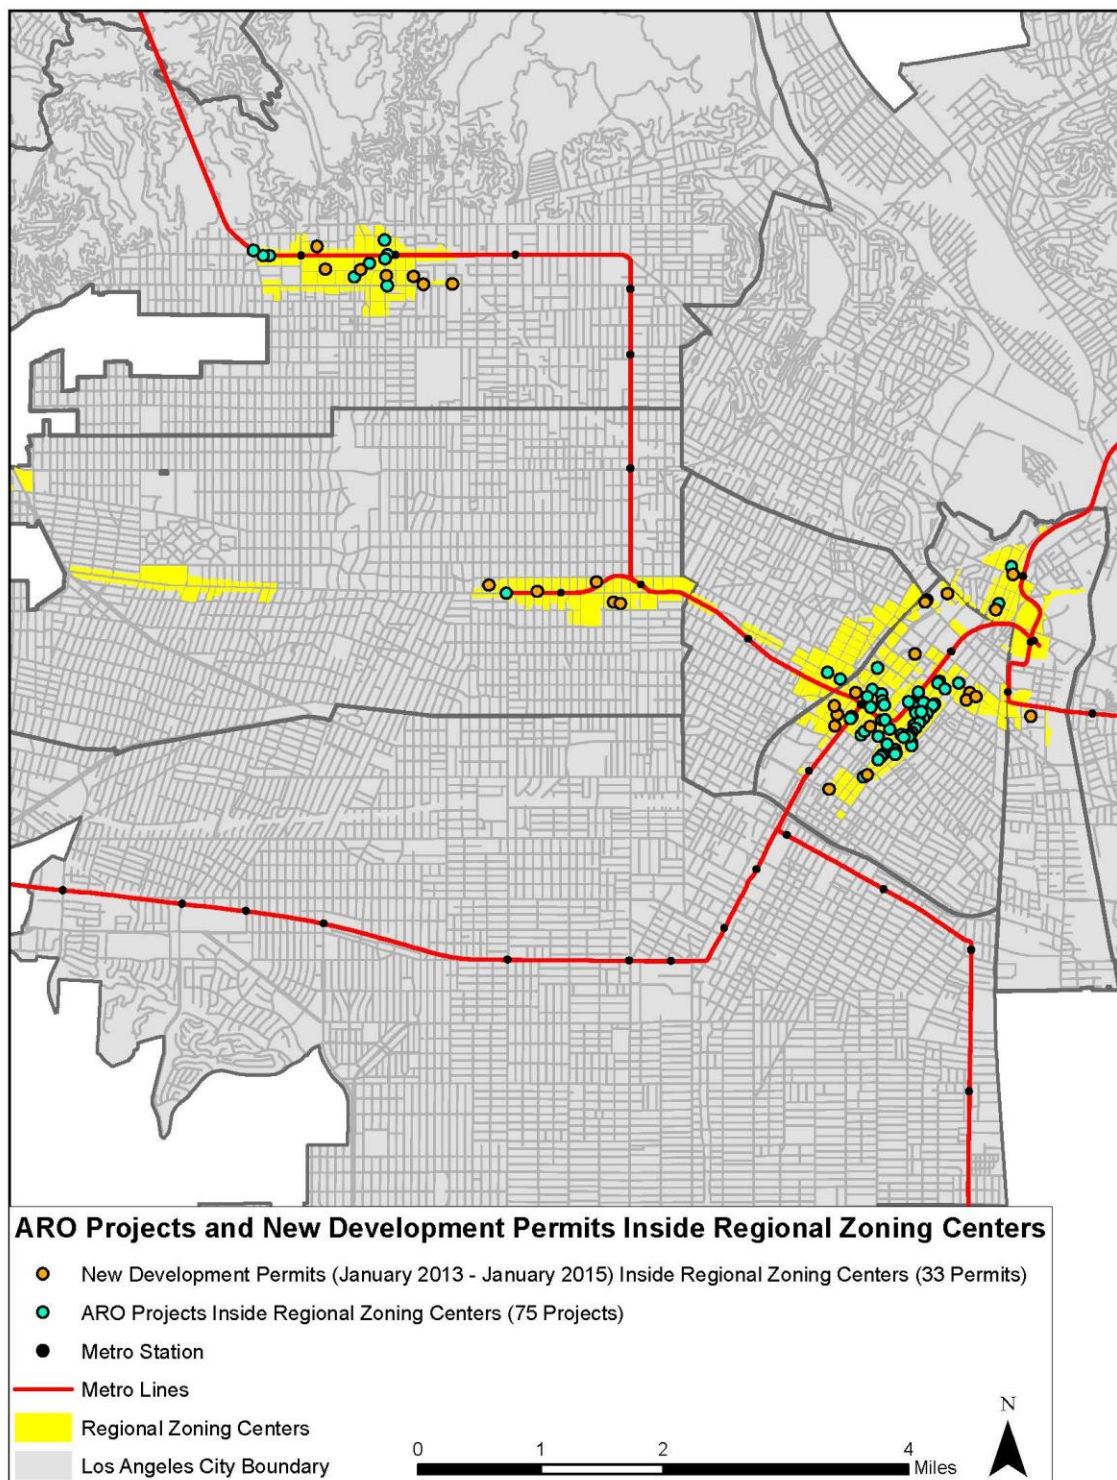 ARO Projects and New Development Permits Inside Regional Zoning Centers
New Development Permits (January 2013 - January 2015) Inside Regional Zoning Centers (33 Permits)
ARO Projects Inside Regional Zoning Centers (75 Projects)
Metro Station
Metro Lines
Regional Zoning Centers
Los Angeles City Boundary
N
0 1 2 4
Miles